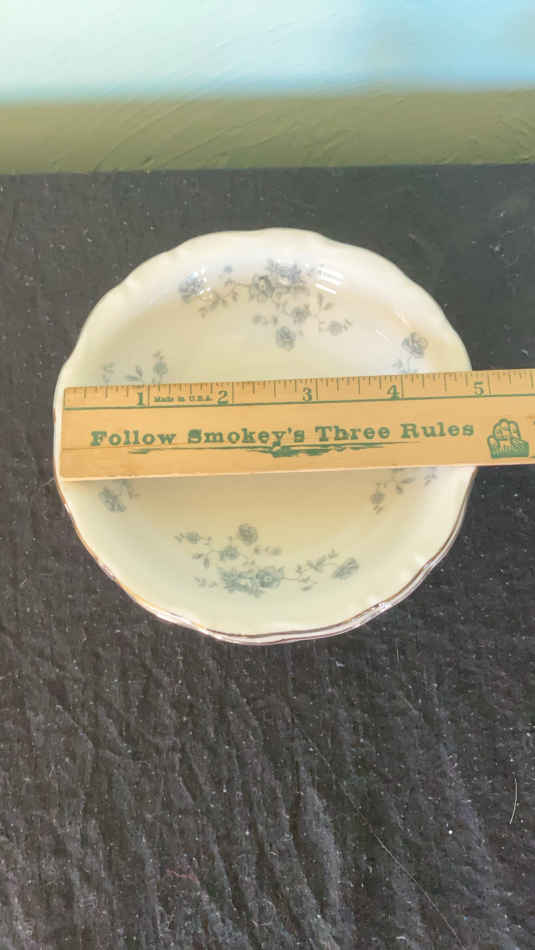 1 Made in U.S.A. 2 3 4 5
Follow Smokey's Three Rules